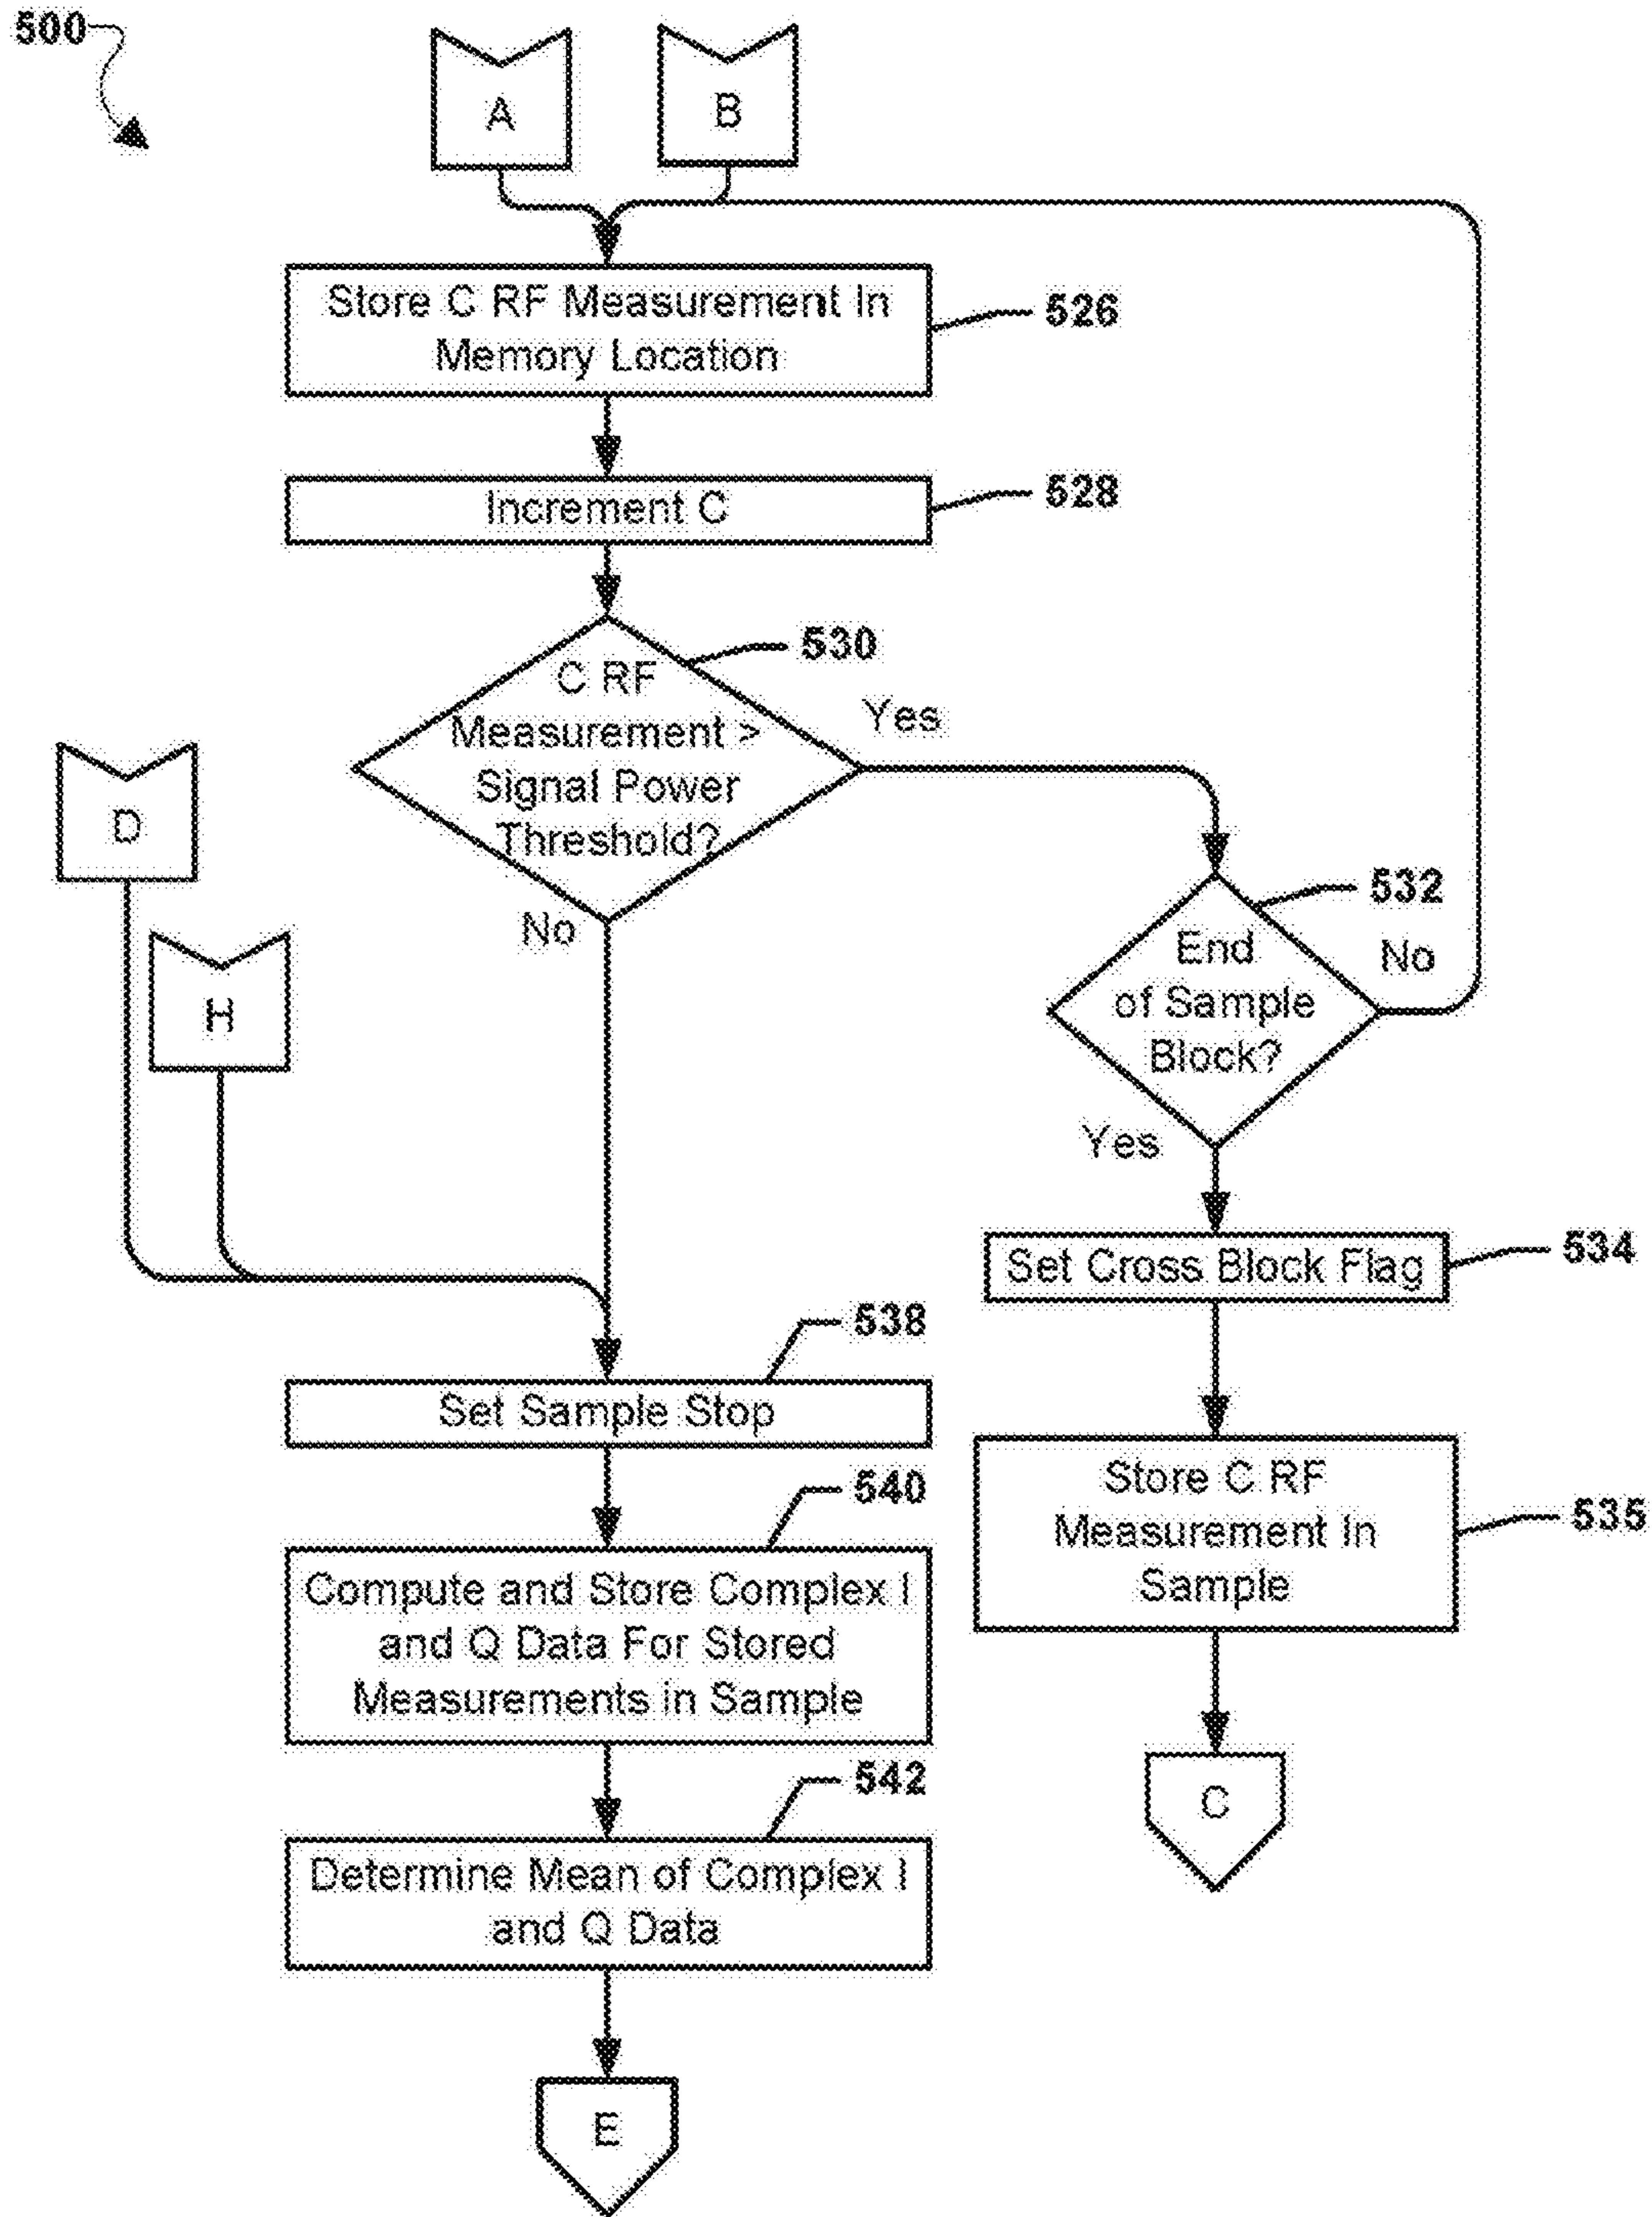 500
A
B
Store C RF Measurement In
Memory Location
526
Increment C
528
530
C RF
Measurement >
Signal Power
Threshold?
Yes
No
D
H
532
End
of Sample
Block?
No
Yes
Set Cross Block Flag
534
538
Set Sample Stop
Store C RF
Measurement In
Sample
535
540
Compute and Store Complex I
and Q Data For Stored
Measurements in Sample
542
Determine Mean of Complex I
and Q Data
C
E